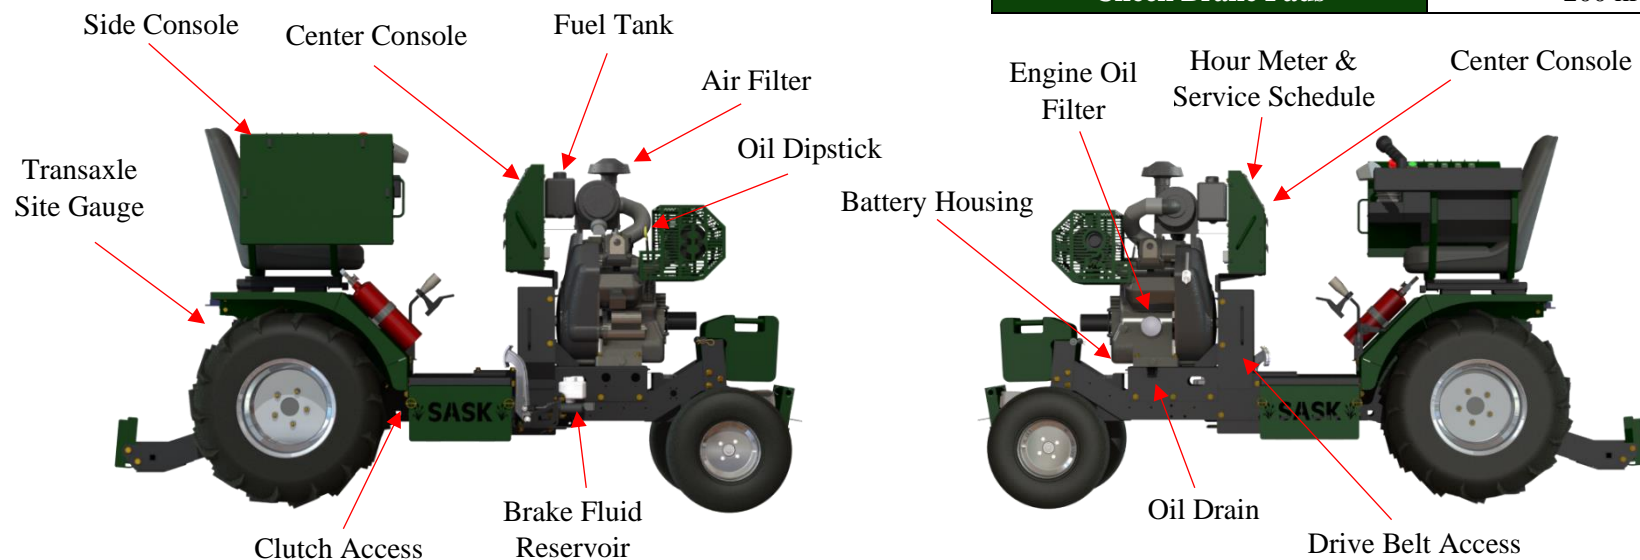 Side Console
Center Console
Fuel Tank
Air Filter
Oil Dipstick
Transaxle
Site Gauge
Clutch Access
Brake Fluid
Reservoir
SASK
Engine Oil
Filter
Hour Meter &
Service Schedule
Center Console
Battery Housing
Oil Drain
Drive Belt Access
SASK